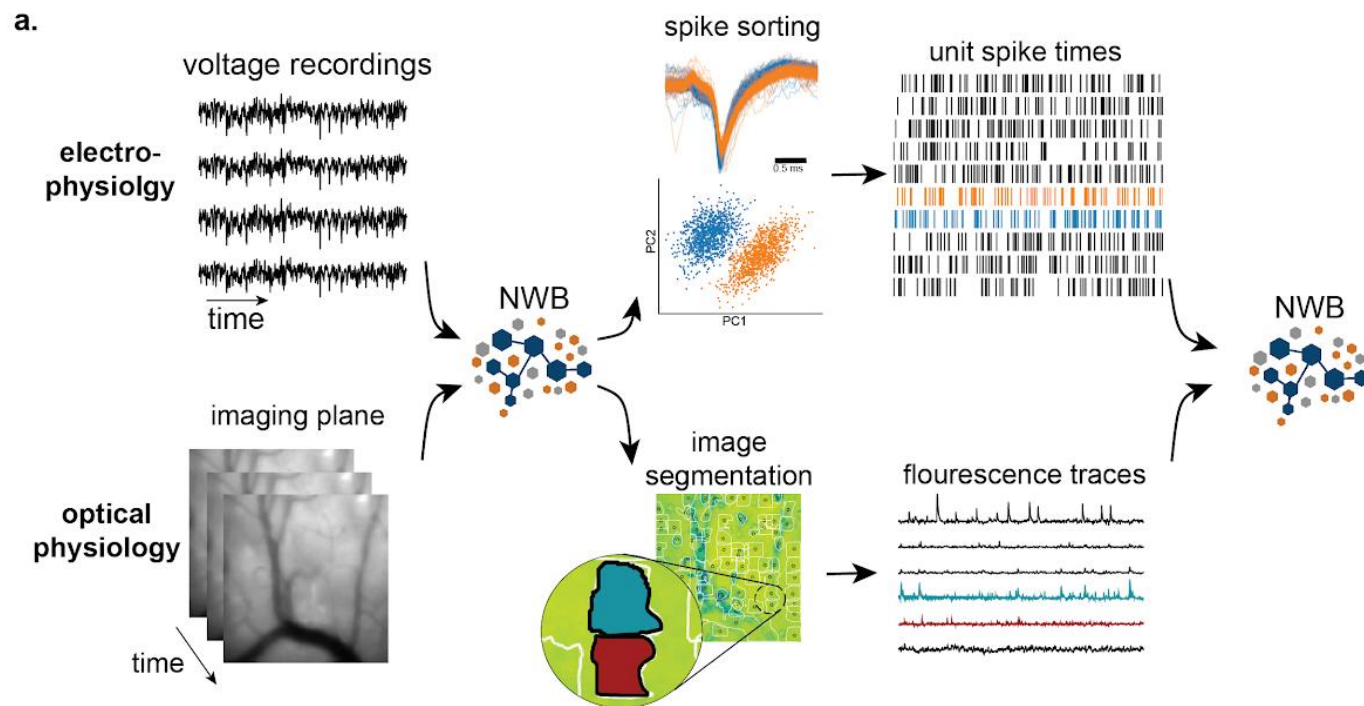 a.
voltage recordings
electro-
physiolgy
time
NWB
spike sorting
0.5 ms
PC2
PC1
unit spike times
NWB
imaging plane
optical
physiology
time
image
segmentation
flourescence traces